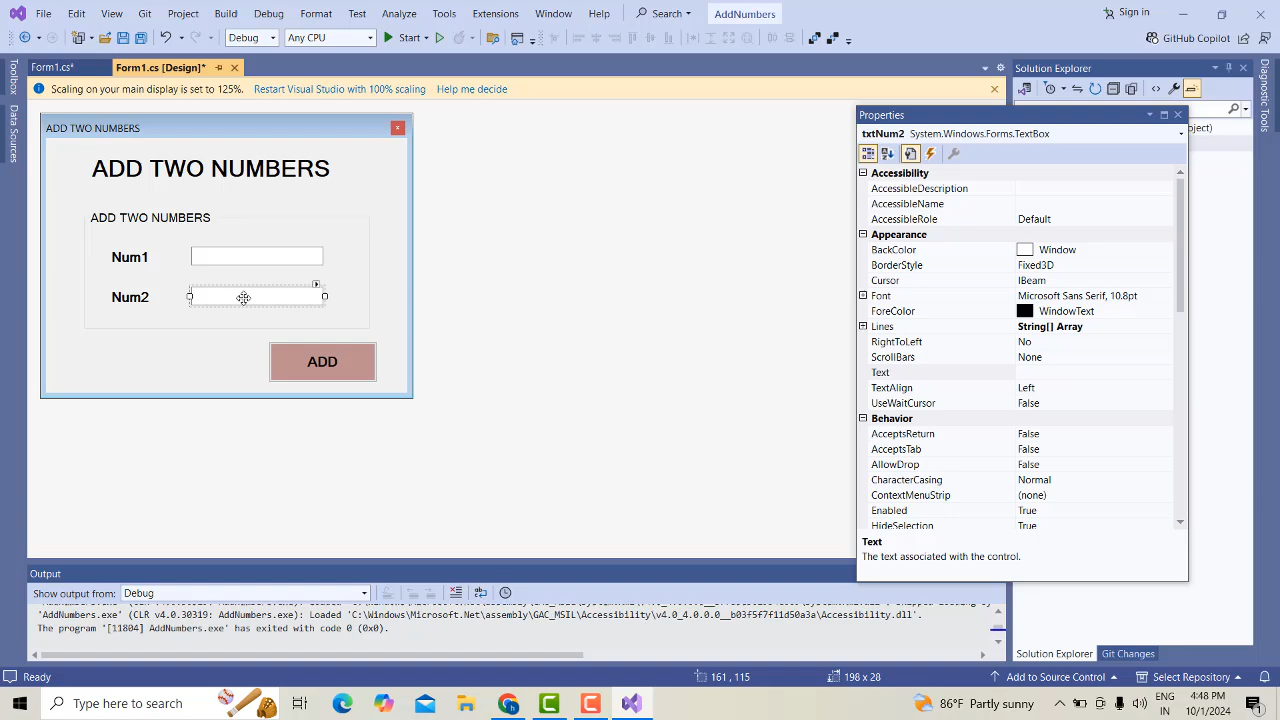 File Edit View Git Project Build Debug Format Test Analyze Tools Extensions Window Help Search AddNumbers Sign in
Debug Any CPU Start GitHub Copilot
Form1.cs* Form1.cs [Design]* Solution Explorer
Scaling on your main display is set to 125%. Restart Visual Studio with 100% scaling Help me decide
Toolbox
Data Sources
Diagnostic Tools
ADD TWO NUMBERS
ADD TWO NUMBERS
ADD TWO NUMBERS
Num1
Num2
ADD
Properties
oject)
txtNum2 System.Windows.Forms.TextBox
Accessibility
AccessibleDescription
AccessibleName
AccessibleRole Default
Appearance
BackColor Window
BorderStyle Fixed3D
Cursor IBeam
Font Microsoft Sans Serif, 10.8pt
ForeColor WindowText
Lines String[] Array
RightToLeft No
ScrollBars None
Text
TextAlign Left
UseWaitCursor False
Behavior
AcceptsReturn False
AcceptsTab False
AllowDrop False
CharacterCasing Normal
ContextMenuStrip (none)
Enabled True
HideSelection True
Text
The text associated with the control.
Output
Show output from: Debug
'AddNumbers.exe' (CLR v4.0.30319: AddNumbers.exe): Loaded 'C:\Windows\Microsoft.Net\assembly\GAC_MSIL\Accessibility\v4.0_4.0.0.0__b03f5f7f11d50a3a\Accessibility.dll'.
The program '[11804] AddNumbers.exe' has exited with code 0 (0x0).
Solution Explorer Git Changes
Ready 161 , 115 198 x 28 Add to Source Control Select Repository
Type here to search 86°F Partly sunny ENG IN 4:48 PM 10/1/2024